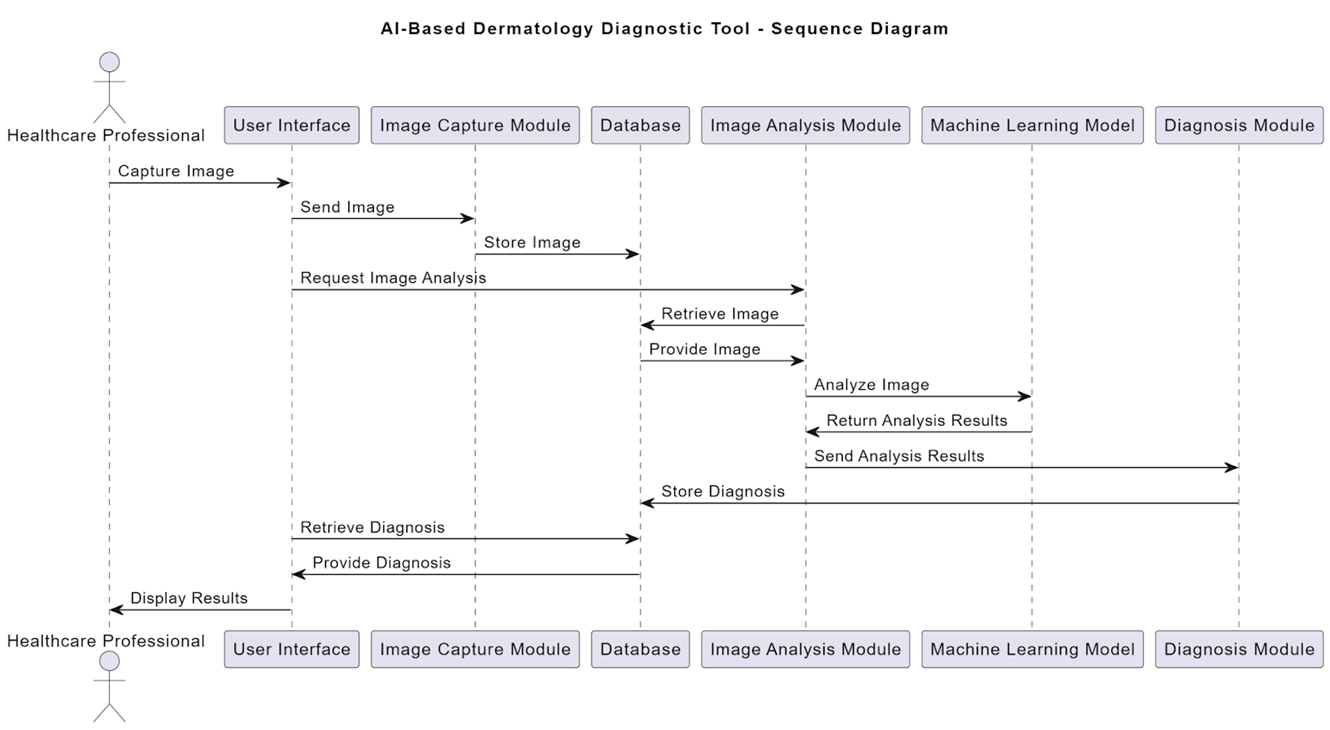 AI-Based Dermatology Diagnostic Tool - Sequence Diagram
Healthcare Professional
User Interface
Image Capture Module
Database
Image Analysis Module
Machine Learning Model
Diagnosis Module
Capture Image
Send Image
Store Image
Request Image Analysis
Retrieve Image
Provide Image
Analyze Image
Return Analysis Results
Send Analysis Results
Store Diagnosis
Retrieve Diagnosis
Provide Diagnosis
Display Results
Healthcare Professional
User Interface
Image Capture Module
Database
Image Analysis Module
Machine Learning Model
Diagnosis Module